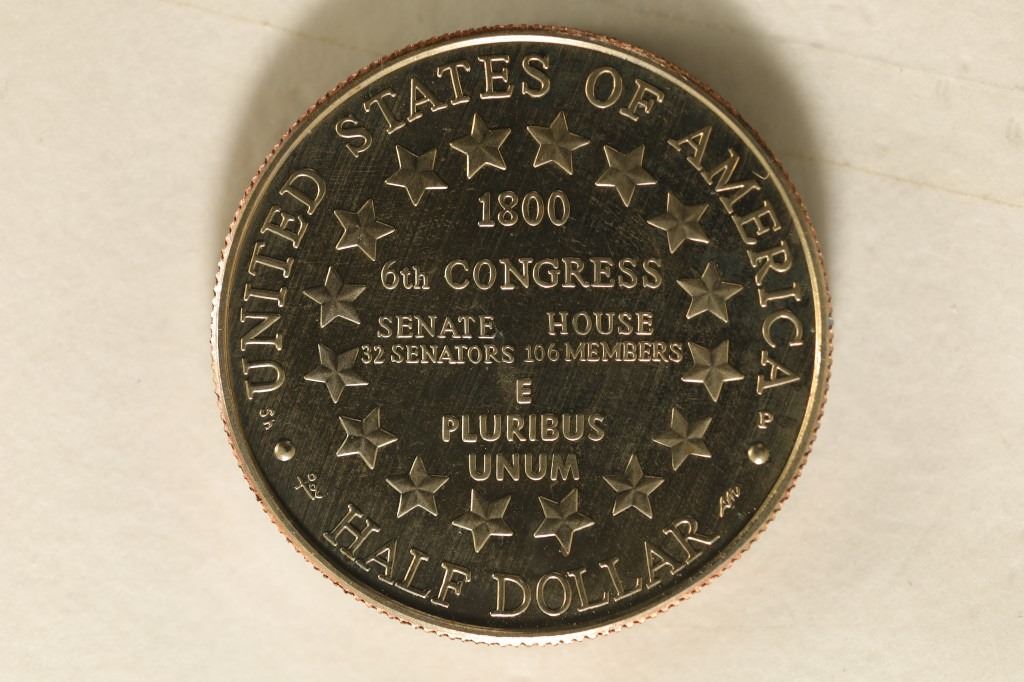 UNITED STATES OF AMERICA
1800
6th CONGRESS
SENATE HOUSE
32 SENATORS 106 MEMBERS
E
PLURIBUS
UNUM
P
HALF DOLLAR